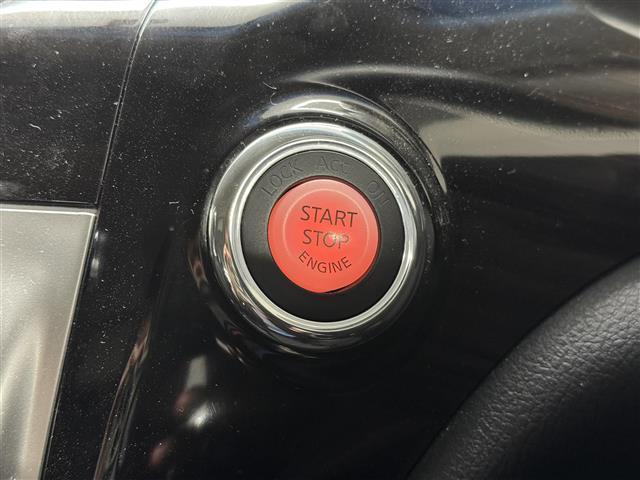 LOCK ACC ON
START
STOP
ENGINE